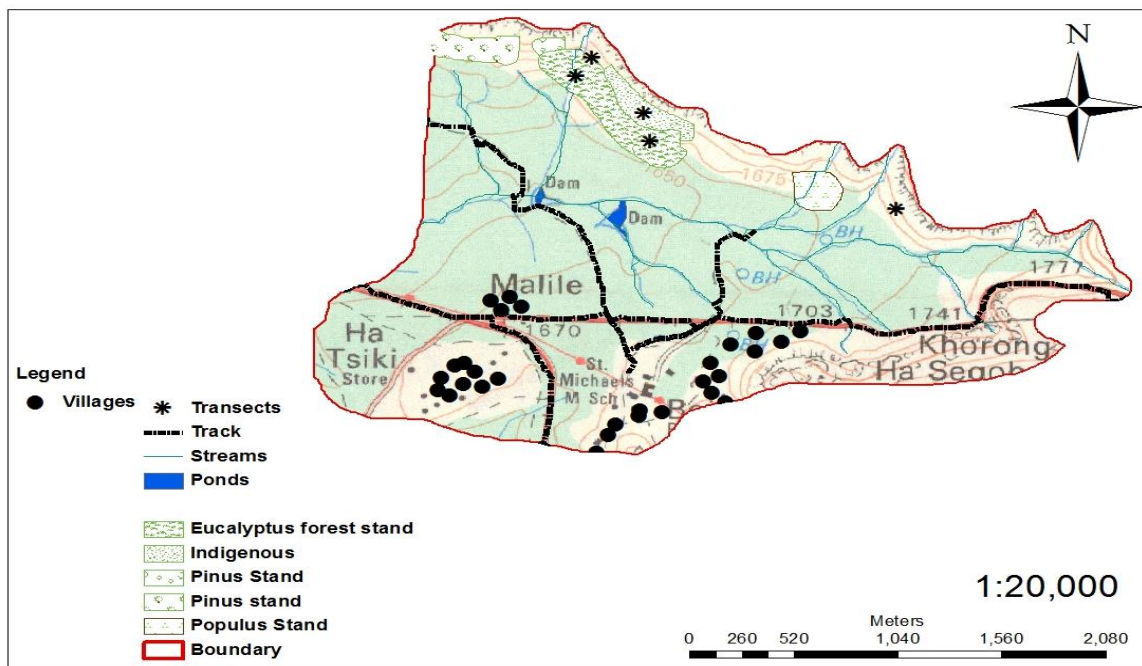 N
Dam
1650
1675
Dam
BH
BH
1777
Malile
1703
1741
1670
BH
Khorong
Ha
Tsiki
Store
St.
Michaels
M Sch
B
Legend
Villages
Transects
Track
Streams
Ponds
Eucalyptus forest stand
Indigenous
Pinus Stand
Pinus stand
Populus Stand
Boundary
1:20,000
Meters
0 260 520 1,040 1,560 2,080